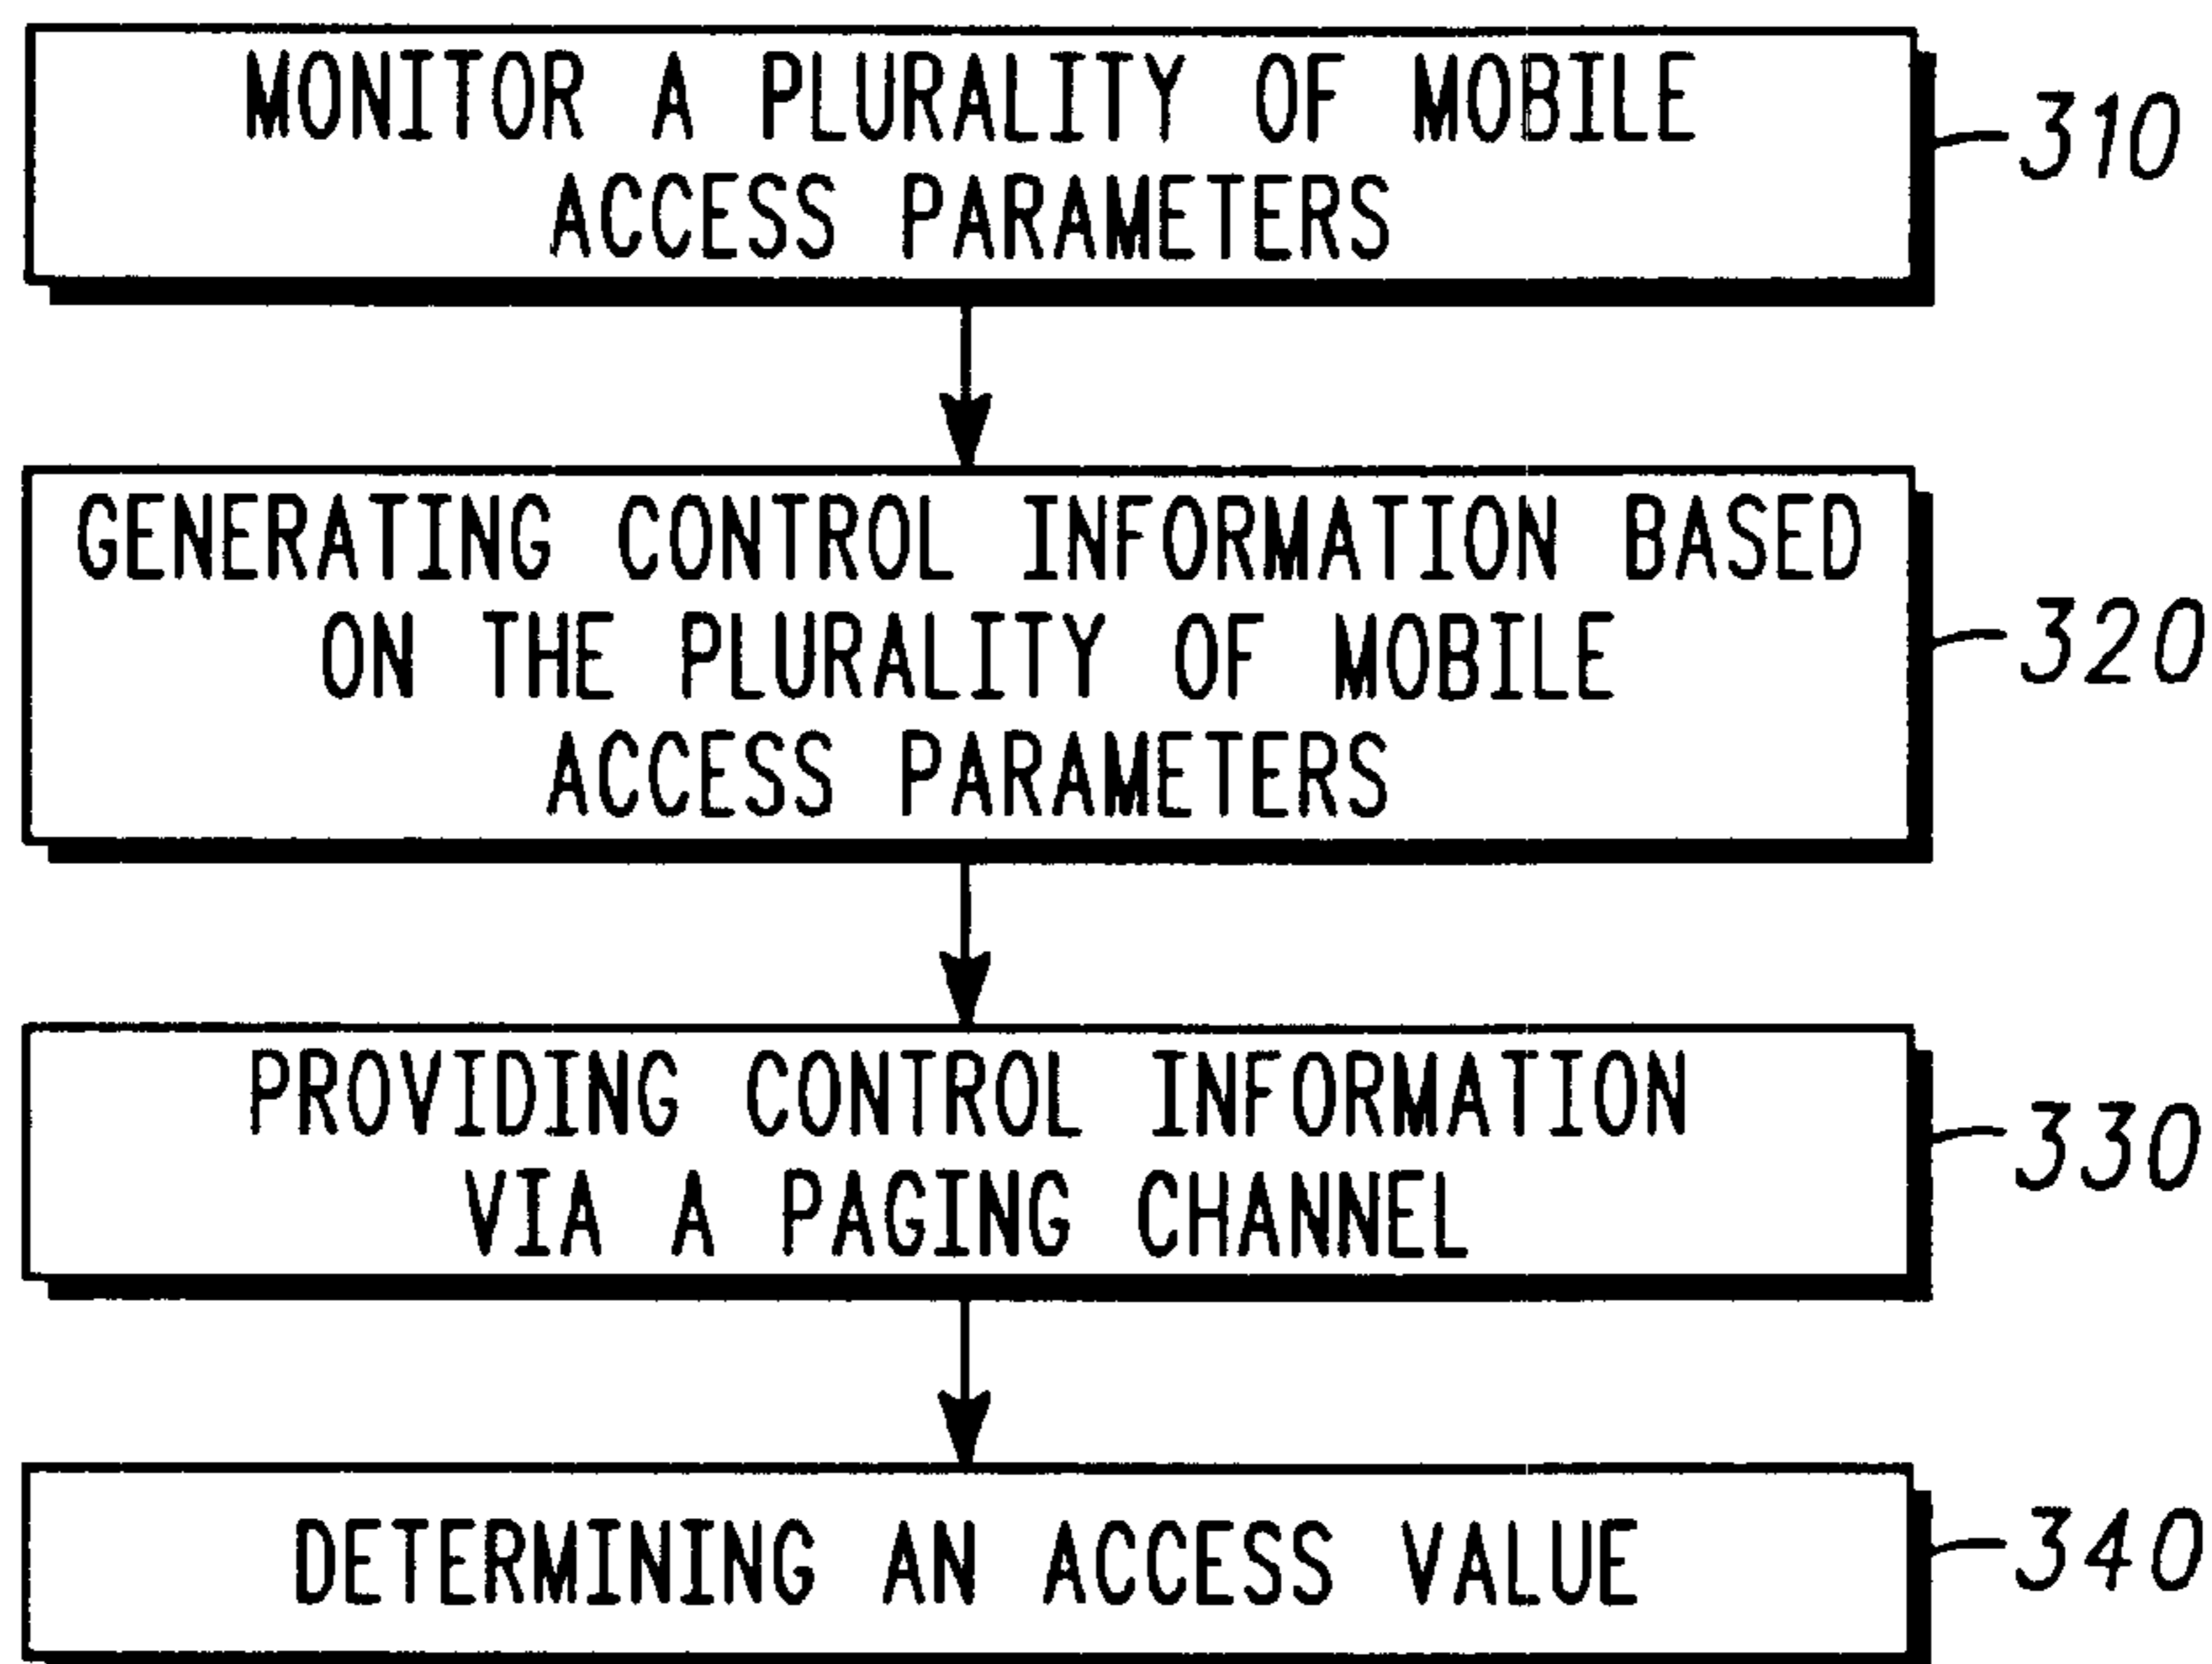 MONITOR A PLURALITY OF MOBILE
ACCESS PARAMETERS
310
GENERATING CONTROL INFORMATION BASED
ON THE PLURALITY OF MOBILE
ACCESS PARAMETERS
320
PROVIDING CONTROL INFORMATION
VIA A PAGING CHANNEL
330
DETERMINING AN ACCESS VALUE
340